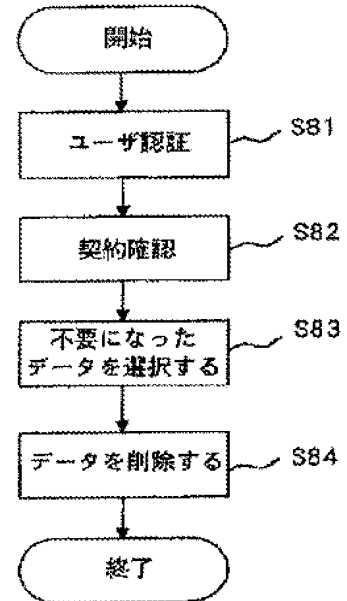 開始
ユーザ認証
S81
契約確認
S82
不要になった
データを選択する
S83
データを削除する
S84
終了